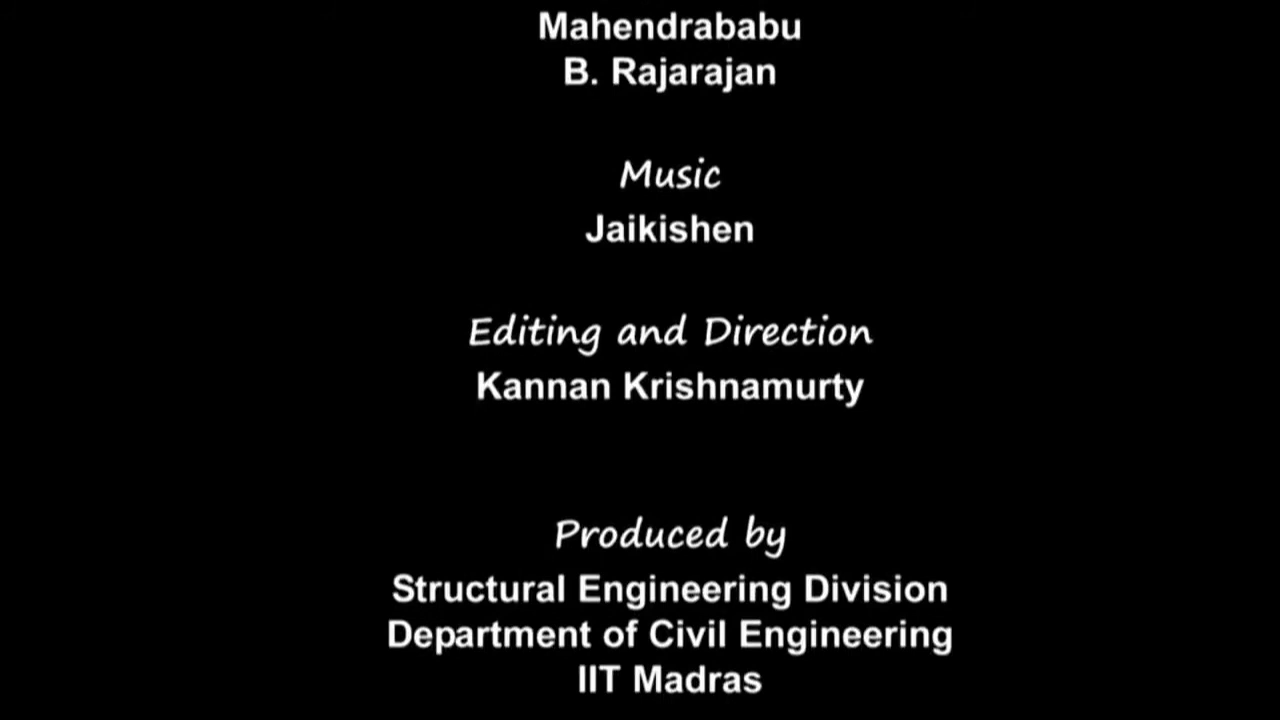 Mahendrababu
B. Rajarajan
Music
Jaikishen
Editing and Direction
Kannan Krishnamurty
Produced by
Structural Engineering Division
Department of Civil Engineering
IIT Madras